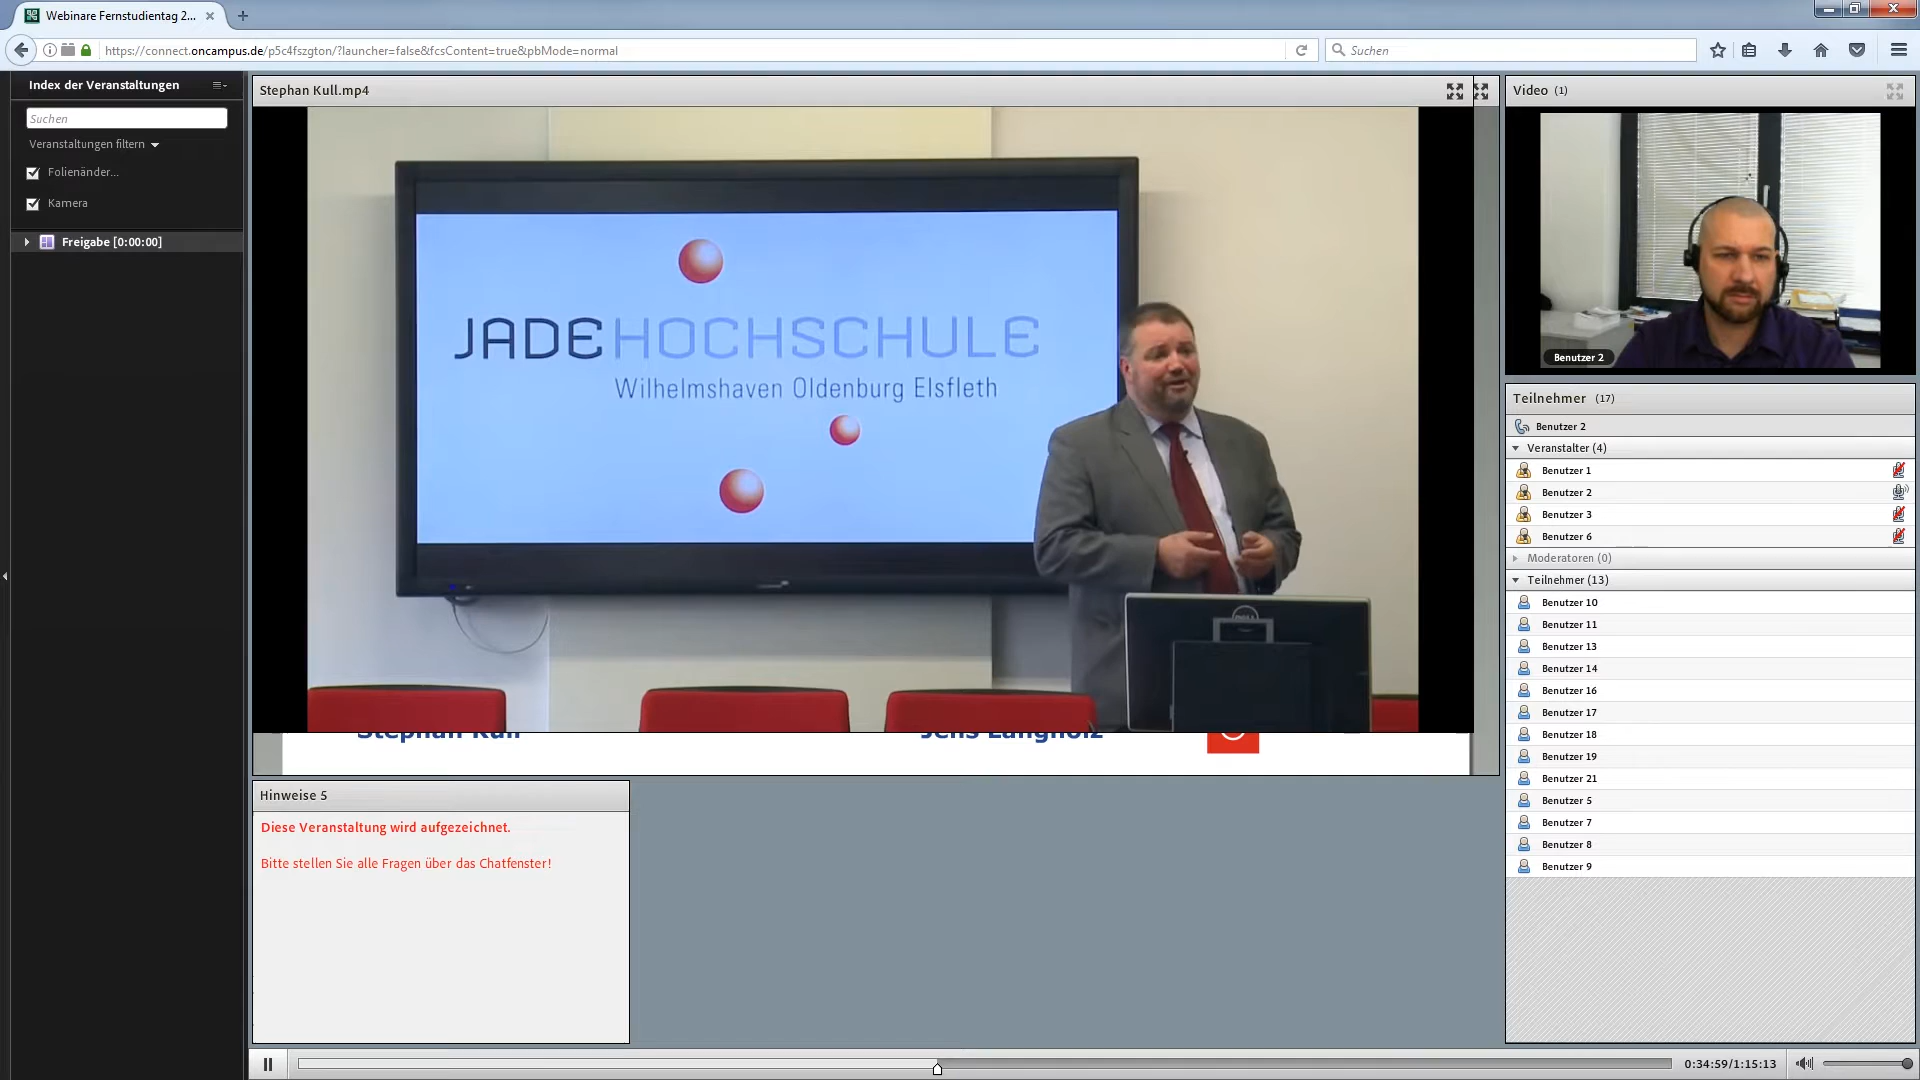 Webinare Fernstudientag 2...
https://connect.oncampus.de/p5c4fszgton/?launcher=false&fcsContent=true&pbMode=normal
Suchen
Index der Veranstaltungen
Suchen
Veranstaltungen filtern
Folienänder...
Kamera
Freigabe [0:00:00]
Stephan Kull.mp4
JADE HOCHSCHULE
Wilhelmshaven Oldenburg Elsfleth
DELL
Stephan Kull
Jens Langholz
Hinweise 5
Diese Veranstaltung wird aufgezeichnet.
Bitte stellen Sie alle Fragen über das Chatfenster!
Video (1)
Benutzer 2
Teilnehmer (17)
Benutzer 2
Veranstalter (4)
Benutzer 1
Benutzer 2
Benutzer 3
Benutzer 6
Moderatoren (0)
Teilnehmer (13)
Benutzer 10
Benutzer 11
Benutzer 13
Benutzer 14
Benutzer 16
Benutzer 17
Benutzer 18
Benutzer 19
Benutzer 21
Benutzer 5
Benutzer 7
Benutzer 8
Benutzer 9
0:34:59/1:15:13